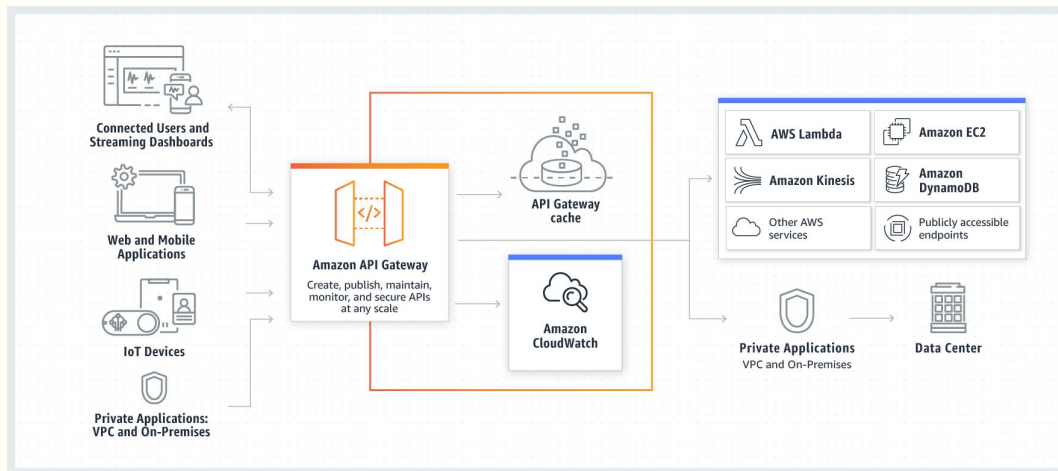 Connected Users and
Streaming Dashboards
Web and Mobile
Applications
IoT Devices
Private Applications:
VPC and On-Premises
</>
Amazon API Gateway
Create, publish, maintain,
monitor, and secure APIs
at any scale
API Gateway
cache
Amazon
CloudWatch
AWS Lambda
Amazon EC2
Amazon Kinesis
Amazon
DynamoDB
Other AWS
services
Publicly accessible
endpoints
Private Applications
VPC and On-Premises
Data Center